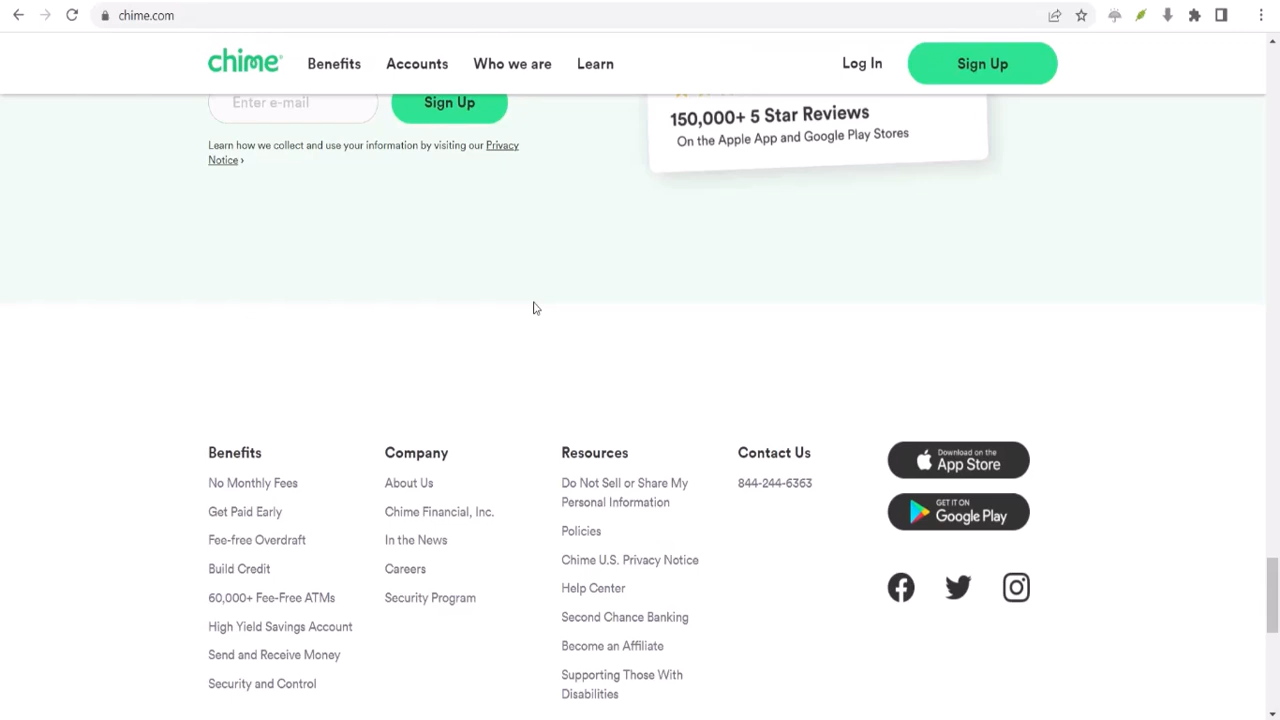 chime.com
chime
Benefits
Accounts
Who we are
Learn
Log In
Sign Up
Enter e-mail
Sign Up
Learn how we collect and use your information by visiting our Privacy
Notice ›
150,000+ 5 Star Reviews
On the Apple App and Google Play Stores
Benefits
No Monthly Fees
Get Paid Early
Fee-free Overdraft
Build Credit
60,000+ Fee-Free ATMs
High Yield Savings Account
Send and Receive Money
Security and Control
Company
About Us
Chime Financial, Inc.
In the News
Careers
Security Program
Resources
Do Not Sell or Share My
Personal Information
Policies
Chime U.S. Privacy Notice
Help Center
Second Chance Banking
Become an Affiliate
Supporting Those With
Disabilities
Contact Us
844-244-6363
Download on the
App Store
GET IT ON
Google Play